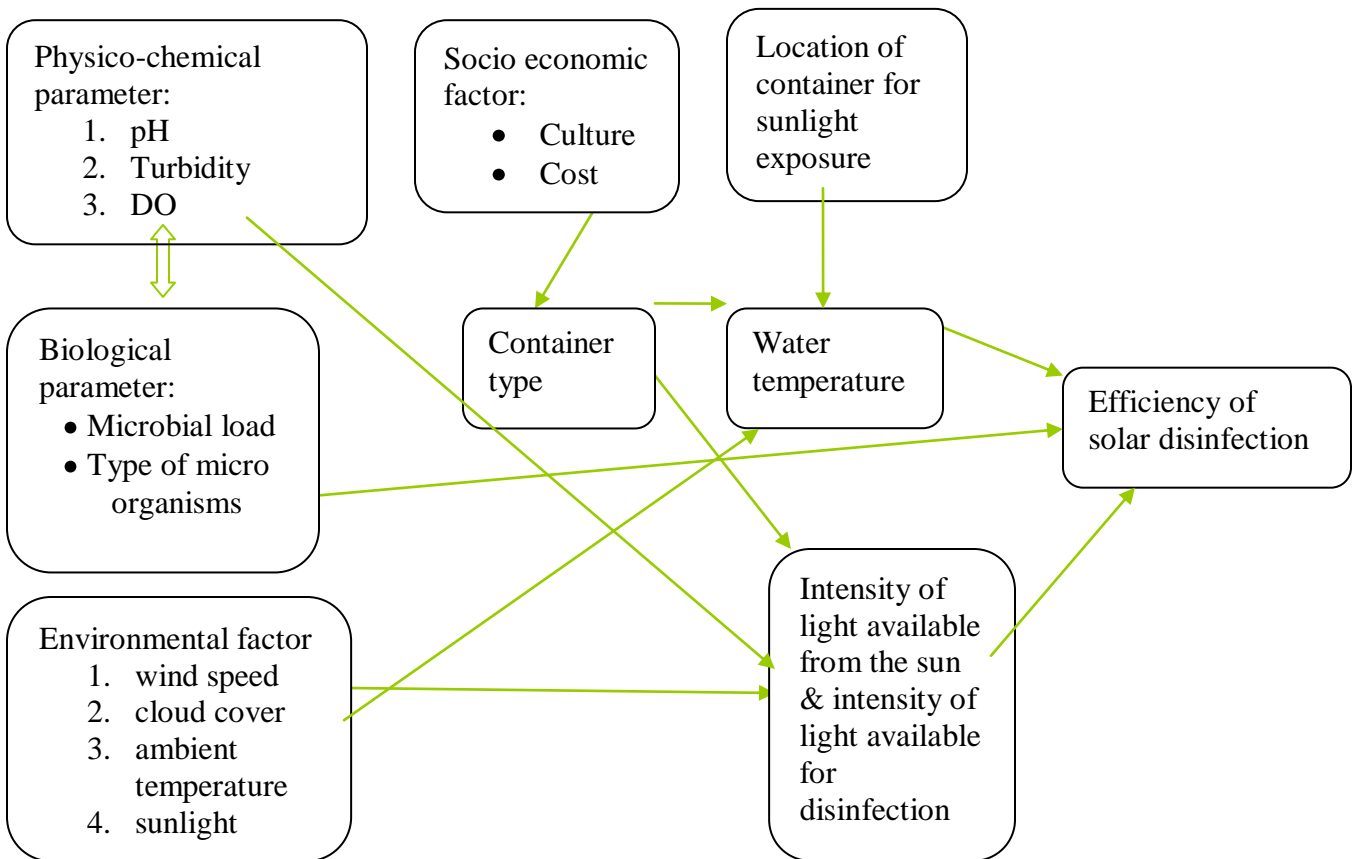 Physico-chemical
parameter:
1. pH
2. Turbidity
3. DO
Socio economic
factor:
• Culture
• Cost
Location of
container for
sunlight
exposure
Biological
parameter:
• Microbial load
• Type of micro
organisms
Container
type
Water
temperature
Efficiency of
solar disinfection
Environmental factor
1. wind speed
2. cloud cover
3. ambient
temperature
4. sunlight
Intensity of
light available
from the sun
& intensity of
light available
for
disinfection